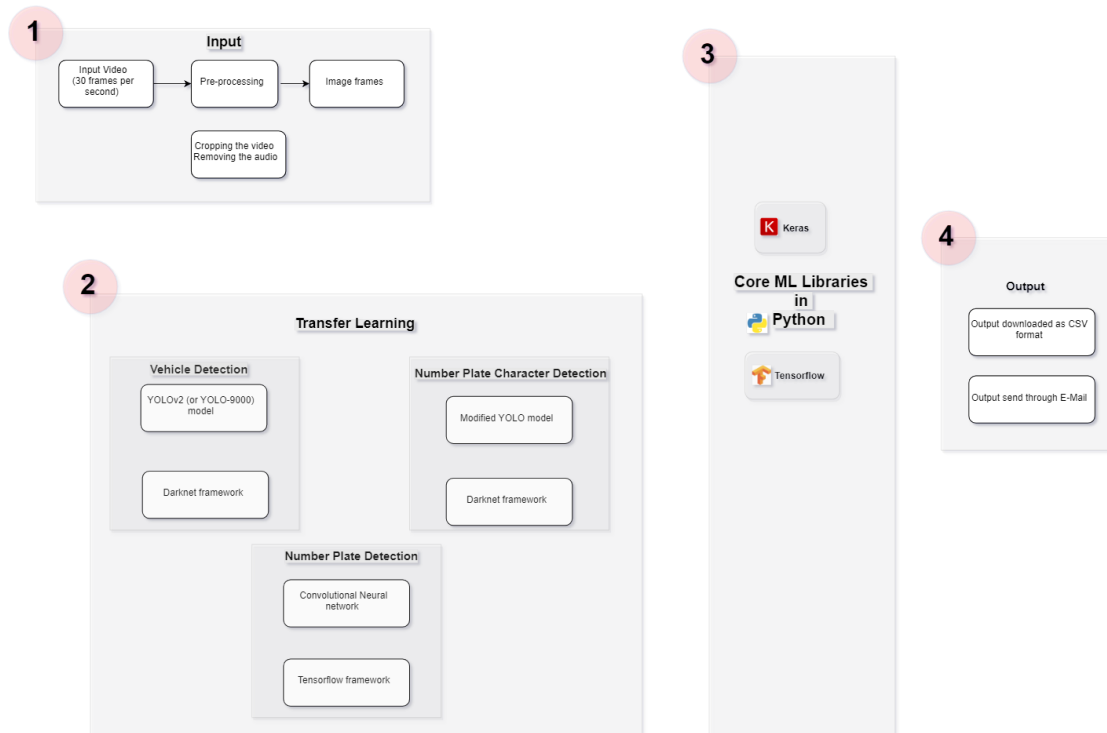 1
Input
Input Video
(30 frames per
second)
Pre-processing
Image frames
Cropping the video
Removing the audio
2
Transfer Learning
Vehicle Detection
YOLOv2 (or YOLO-9000)
model
Darknet framework
Number Plate Character Detection
Modified YOLO model
Darknet framework
Number Plate Detection
Convolutional Neural
network
Tensorflow framework
3
K Keras
Core ML Libraries
in
Python
Tensorflow
4
Output
Output downloaded as CSV
format
Output send through E-Mail